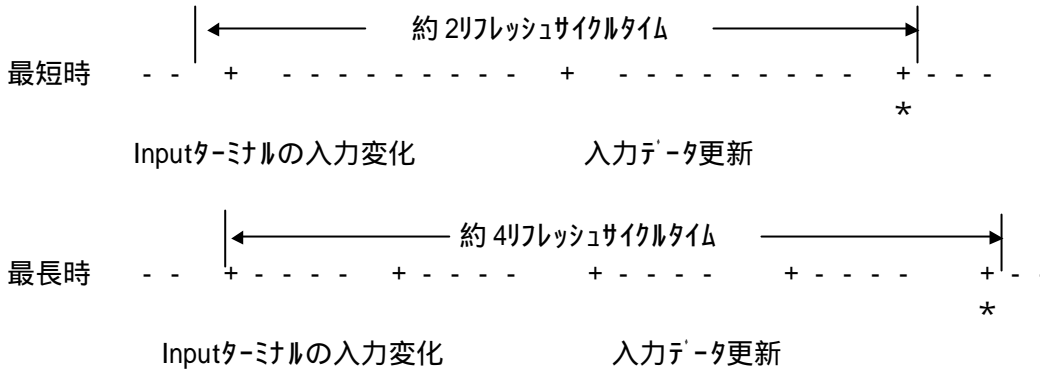 約 2ﾘﾌﾚｯｼｭｻｲｸﾙﾀｲﾑ
最短時 - - + - - - - - - - - - + - - - - - - - - - + - - -
*
Inputﾀｰﾐﾅﾙの入力変化 入力ﾃﾞｰﾀ更新
約 4ﾘﾌﾚｯｼｭｻｲｸﾙﾀｲﾑ
最長時 - - + - - - - + - - - - + - - - - + - - - - + - -
*
Inputﾀｰﾐﾅﾙの入力変化 入力ﾃﾞｰﾀ更新